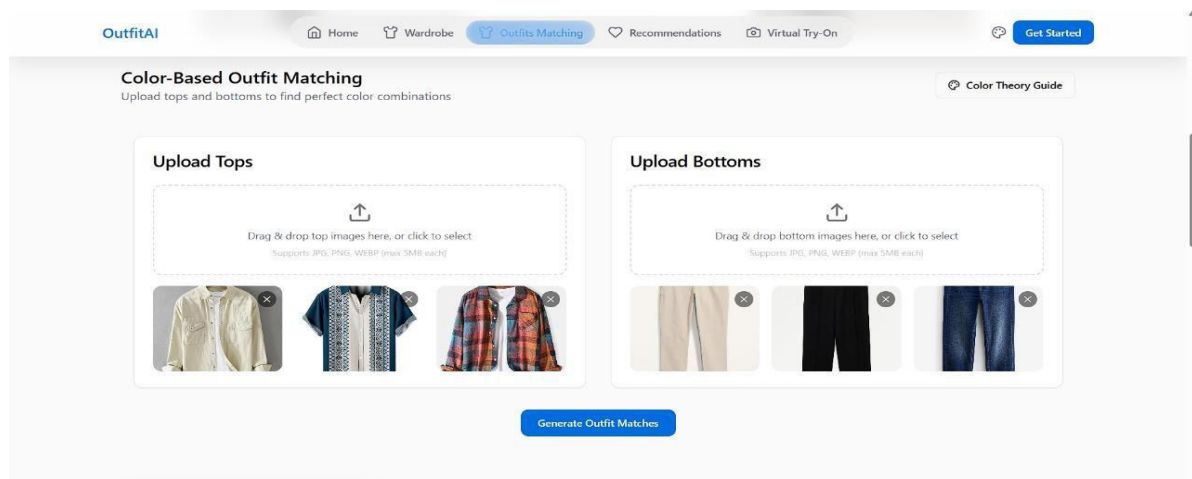 OutfitAI
Home
Wardrobe
Outfits Matching
Recommendations
Virtual Try-On
Get Started
Color-Based Outfit Matching
Upload tops and bottoms to find perfect color combinations
Color Theory Guide
Upload Tops
Drag & drop top images here, or click to select
Supports JPG, PNG, WEBP (max 5MB each)
Upload Bottoms
Drag & drop bottom images here, or click to select
Supports JPG, PNG, WEBP (max 5MB each)
Generate Outfit Matches